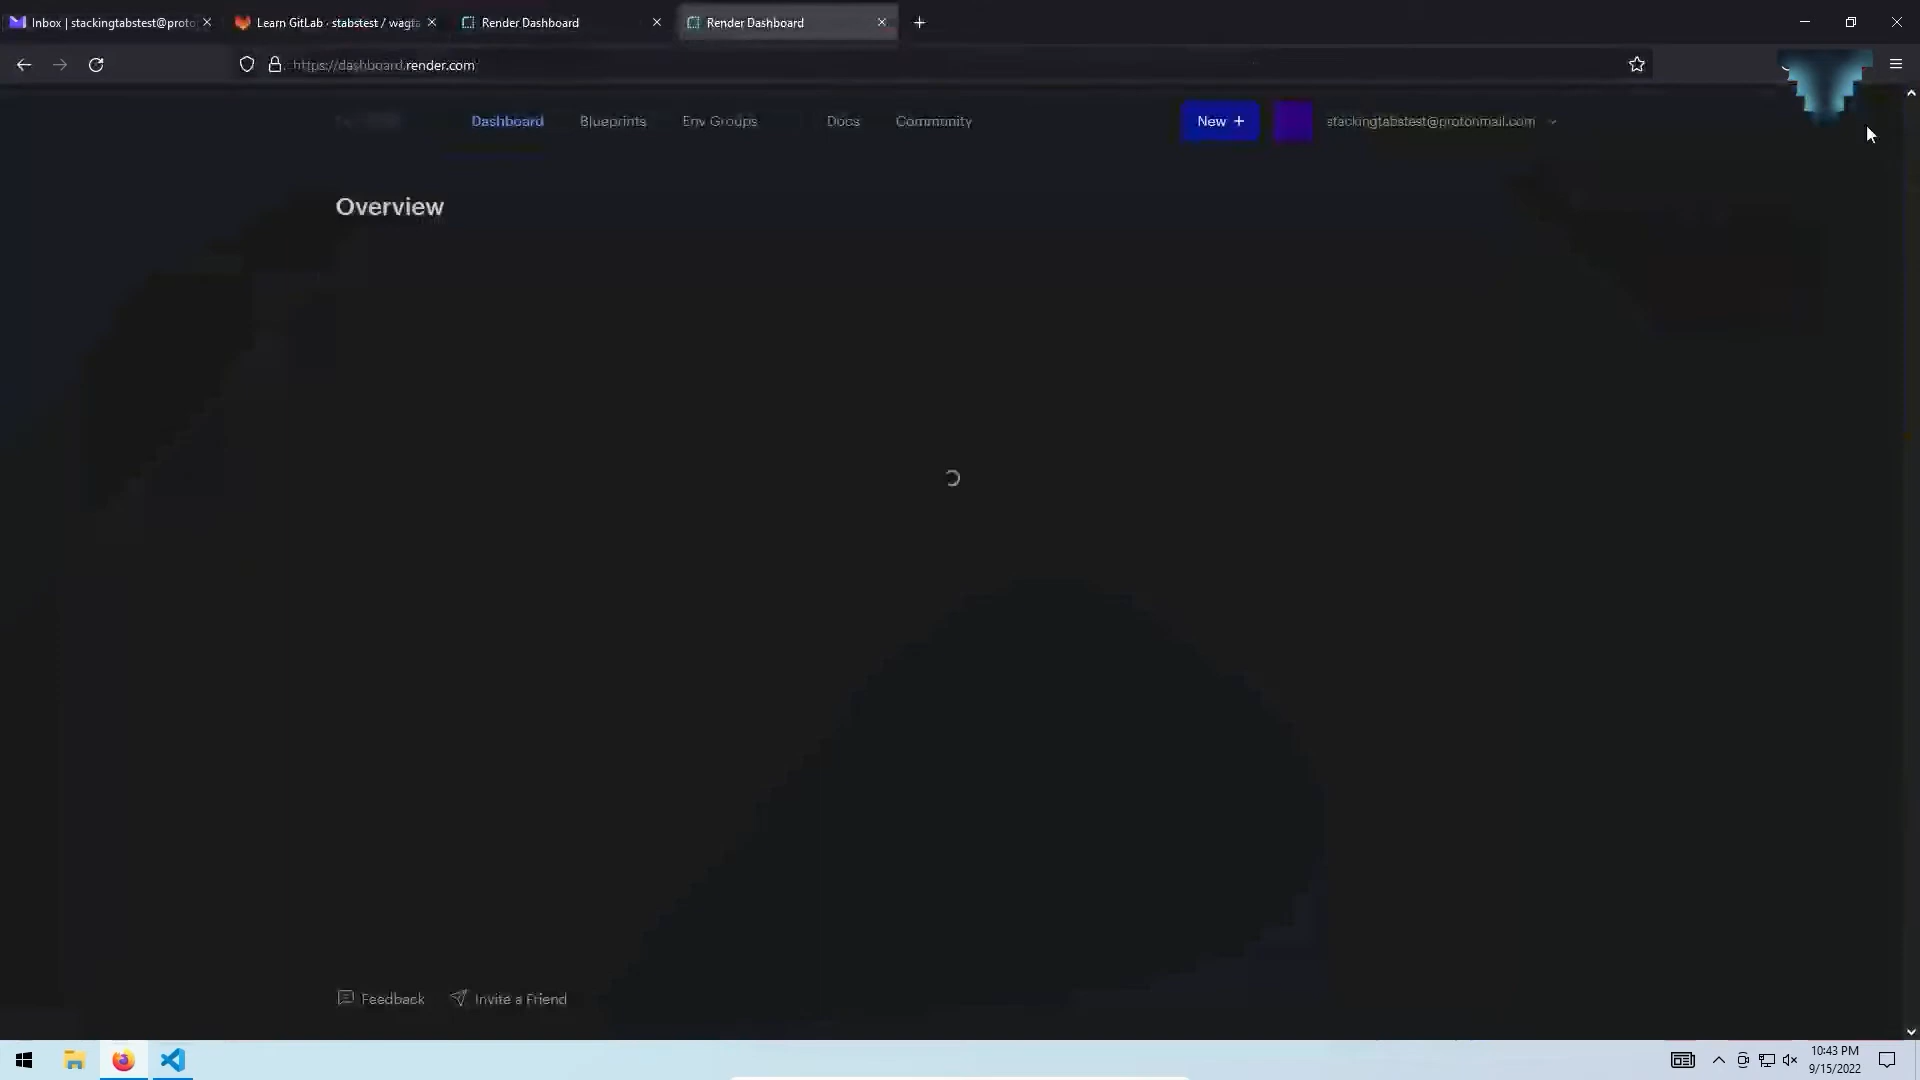 Inbox | stackingtabstest@proto
Learn GitLab · stabstest / wagta
Render Dashboard
Render Dashboard
https://dashboard.render.com
Dashboard
Blueprints
Env Groups
Docs
Community
New +
stackingtabstest@protonmail.com
Overview
Feedback
Invite a Friend
10:43 PM
9/15/2022